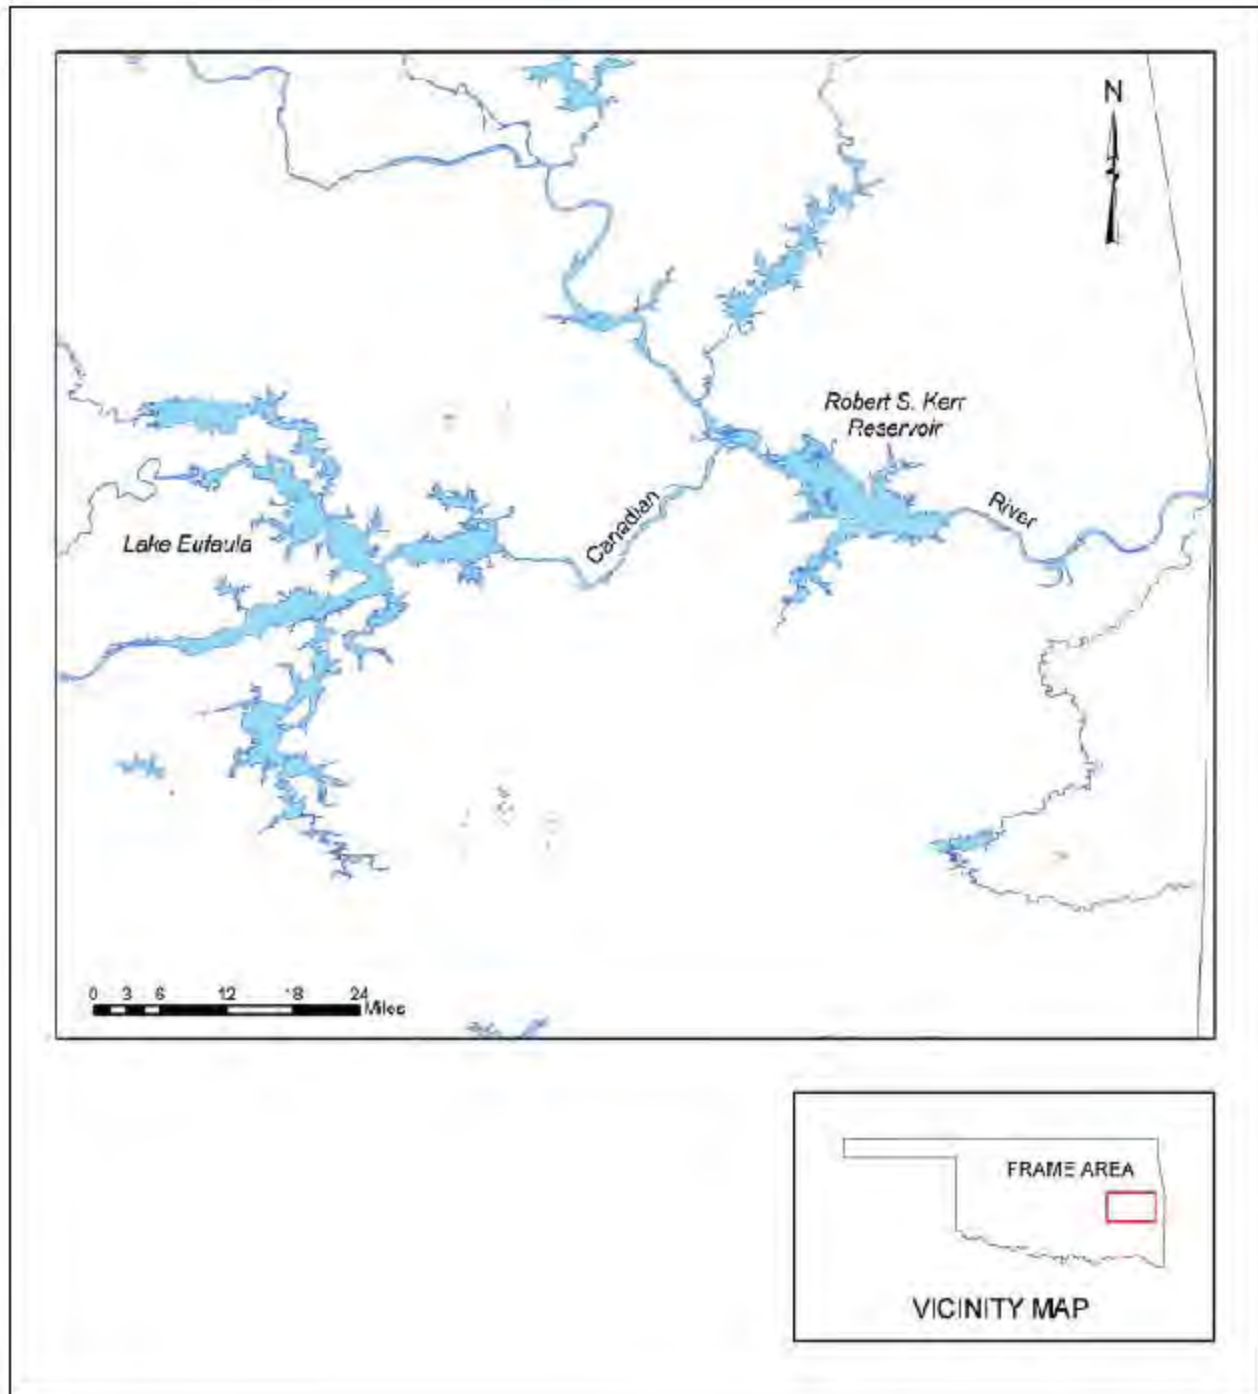 N
Robert S. Kerr
Reservoir
Canadian
River
Lake Eufaula
0 3 6 12 18 24
Miles
FRAME AREA
VICINITY MAP